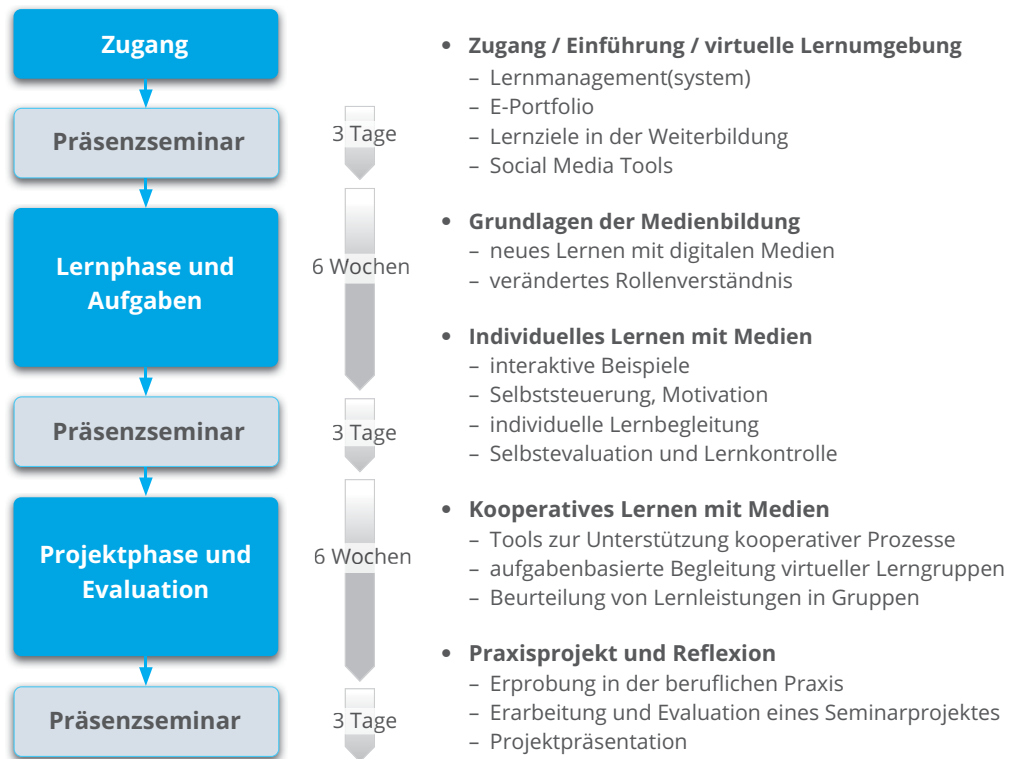 Zugang
Präsenzseminar
3 Tage
Lernphase und
Aufgaben
6 Wochen
Präsenzseminar
3 Tage
Projektphase und
Evaluation
6 Wochen
Präsenzseminar
3 Tage
• Zugang / Einführung / virtuelle Lernumgebung
– Lernmanagement(system)
– E-Portfolio
– Lernziele in der Weiterbildung
– Social Media Tools
• Grundlagen der Medienbildung
– neues Lernen mit digitalen Medien
– verändertes Rollenverständnis
• Individuelles Lernen mit Medien
– interaktive Beispiele
– Selbststeuerung, Motivation
– individuelle Lernbegleitung
– Selbstevaluation und Lernkontrolle
• Kooperatives Lernen mit Medien
– Tools zur Unterstützung kooperativer Prozesse
– aufgabenbasierte Begleitung virtueller Lerngruppen
– Beurteilung von Lernleistungen in Gruppen
• Praxisprojekt und Reflexion
– Erprobung in der beruflichen Praxis
– Erarbeitung und Evaluation eines Seminarprojektes
– Projektpräsentation